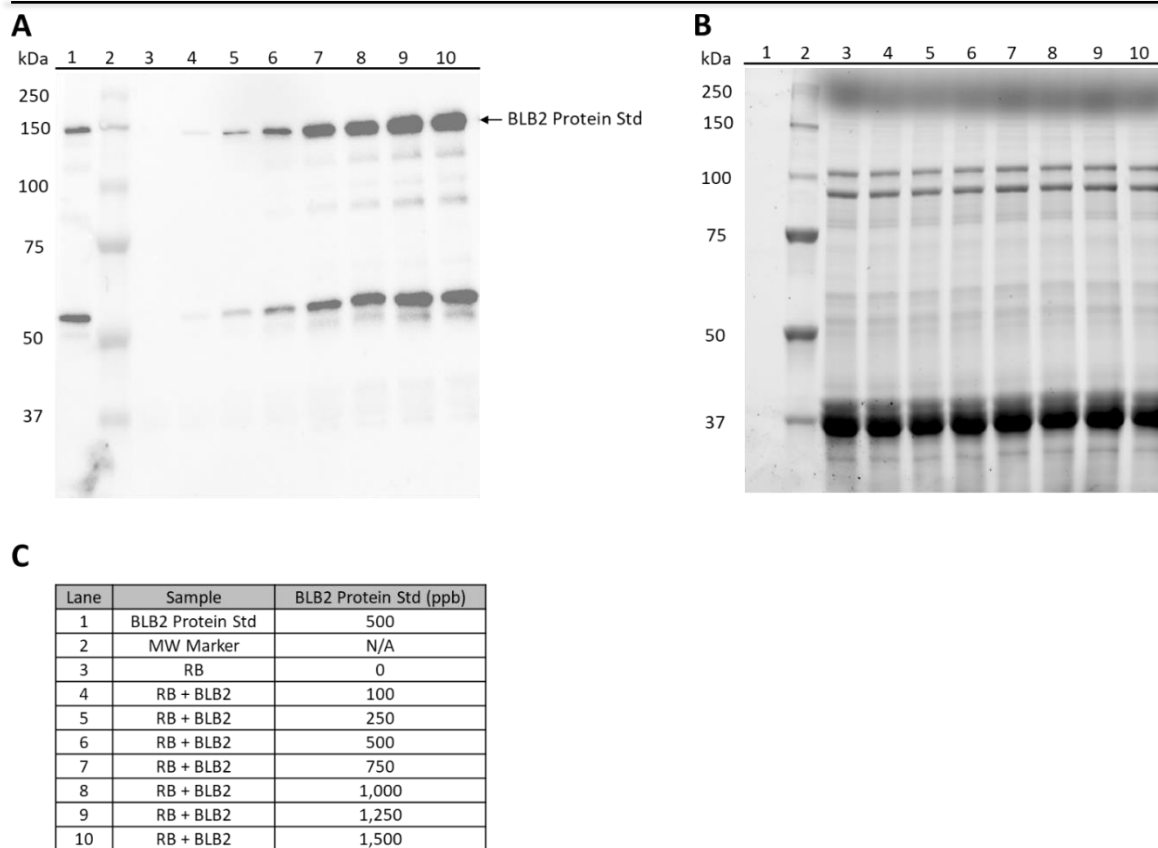 A
kDa 1 2 3 4 5 6 7 8 9 10
250
150
← BLB2 Protein Std
100
75
50
37
B
1 2 3 4 5 6 7 8 9 10
250
150
100
75
50
37
C
Lane Sample BLB2 Protein Std (ppb)
1 BLB2 Protein Std 500
2 MW Marker N/A
3 RB 0
4 RB + BLB2 100
5 RB + BLB2 250
6 RB + BLB2 500
7 RB + BLB2 750
8 RB + BLB2 1,000
9 RB + BLB2 1,250
10 RB + BLB2 1,500
kDa